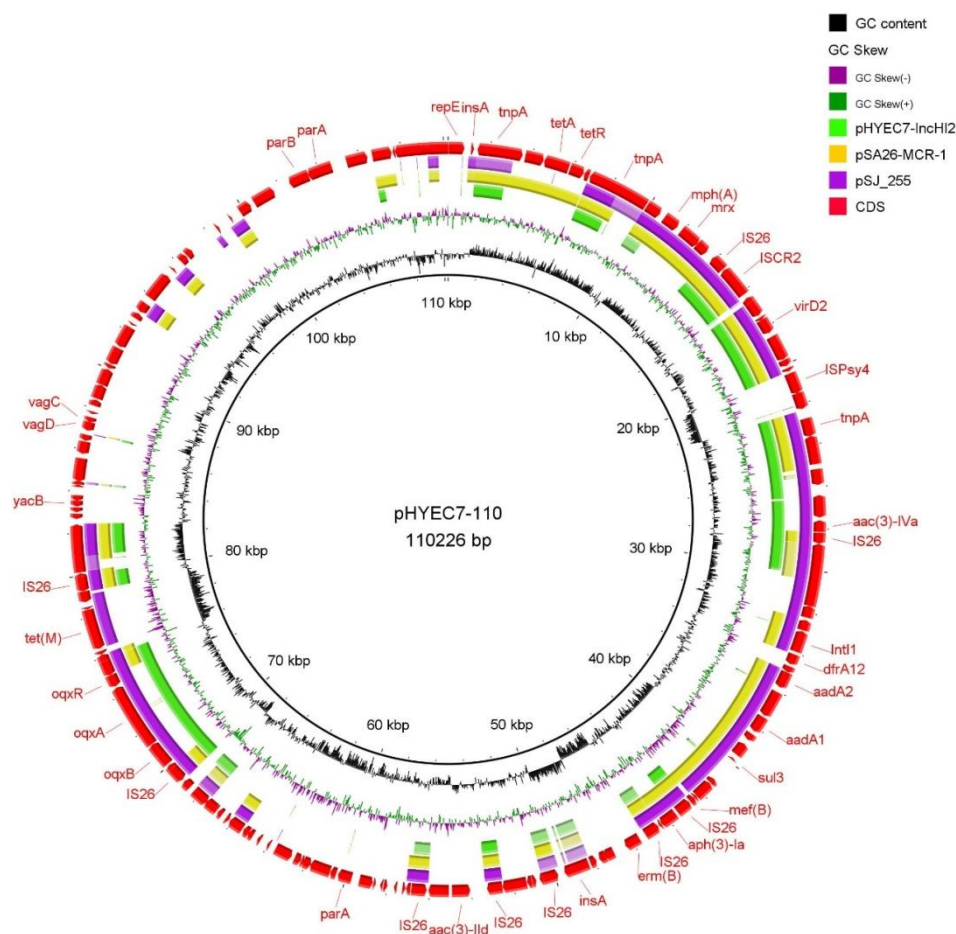 GC content
GC Skew
GC Skew(-)
GC Skew(+)
pHYEC7-IncHI2
pSA26-MCR-1
pSJ_255
CDS
repE
insA
tnpA
tetA
tetR
tnpA
mph(A)
mrx
IS26
ISCR2
virD2
ISPsy4
tnpA
aac(3)-IVa
IS26
IntI1
dfrA12
aadA2
aadA1
sul3
mef(B)
IS26
aph(3)-Ia
IS26
erm(B)
insA
IS26
IS26
aac(3)-IId
IS26
parA
IS26
oqxB
oqxA
oqxR
tet(M)
IS26
yacB
vagD
vagC
parB
parA
110 kbp
10 kbp
20 kbp
30 kbp
40 kbp
50 kbp
60 kbp
70 kbp
80 kbp
90 kbp
100 kbp
pHYEC7-110
110226 bp